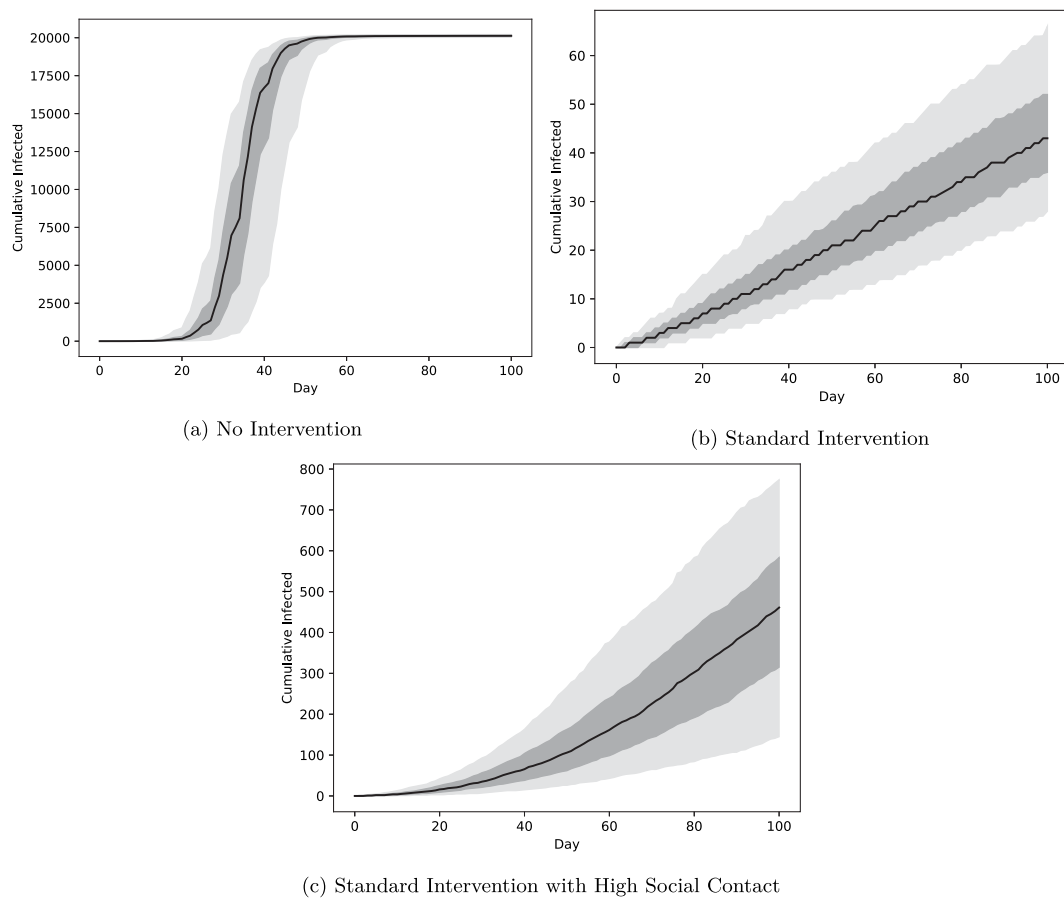 20000
17500
15000
12500
10000
7500
5000
2500
0
Cumulative Infected
0 20 40 60 80 100
Day
(a) No Intervention
60
50
40
30
20
10
0
Cumulative Infected
0 20 40 60 80 100
Day
(b) Standard Intervention
800
700
600
500
400
300
200
100
0
Cumulative Infected
0 20 40 60 80 100
Day
(c) Standard Intervention with High Social Contact